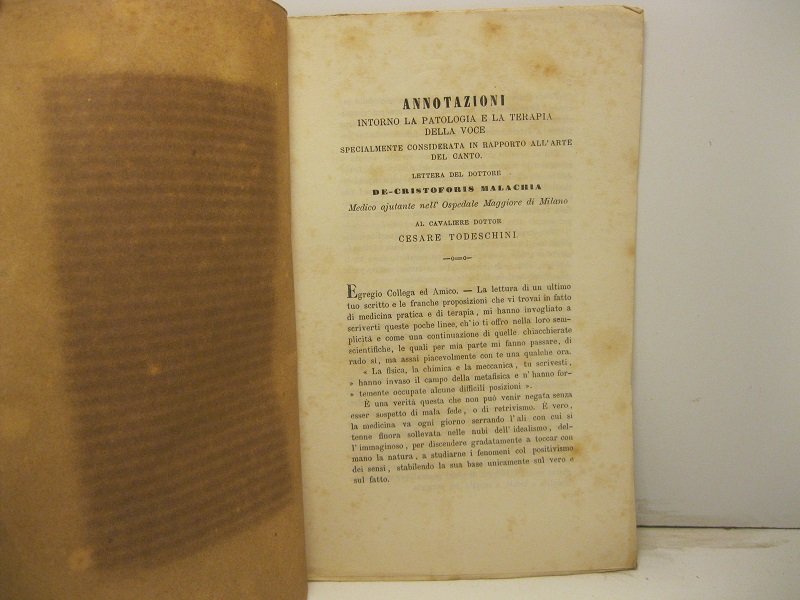 ANNOTAZIONI
INTORNO LA PATOLOGIA E LA TERAPIA
DELLA VOCE
SPECIALMENTE CONSIDERATA IN RAPPORTO ALL'ARTE
DEL CANTO.
LETTERA DEL DOTTORE
DE-CRISTOFORIS MALACHIA
Medico ajutante nell' Ospedale Maggiore di Milano
AL CAVALIERE DOTTOR
CESARE TODESCHINI
Egregio Collega ed Amico. — La lettura di un ultimo
tuo scritto e le franche proposizioni che vi trovai in fatto
di medicina pratica e di terapia, mi hanno invogliato a
scriverti queste poche linee, ch'io ti offro nella loro sem-
plicità e come una continuazione di quelle chiacchierate
scientifiche, le quali per mia parte mi fanno passare, di
rado sì, ma assai piacevolmente con te una qualche ora.
« La fisica, la chimica e la meccanica, tu scrivesti,
» hanno invaso il campo della metafisica e n' hanno for-
» temente occupate alcune difficili posizioni ».
È una verità questa che non può venir negata senza
esser sospetto di mala fede, o di retrivismo. È vero,
la medicina va ogni giorno serrando l'ali con cui si
tenne finora sollevata nelle nubi dell'idealismo, del-
l'immaginoso, per discendere gradatamente a toccar con
mano la natura, a studiarne i fenomeni col positivismo
dei sensi, stabilendo la sua base unicamente sul vero e
sul fatto.